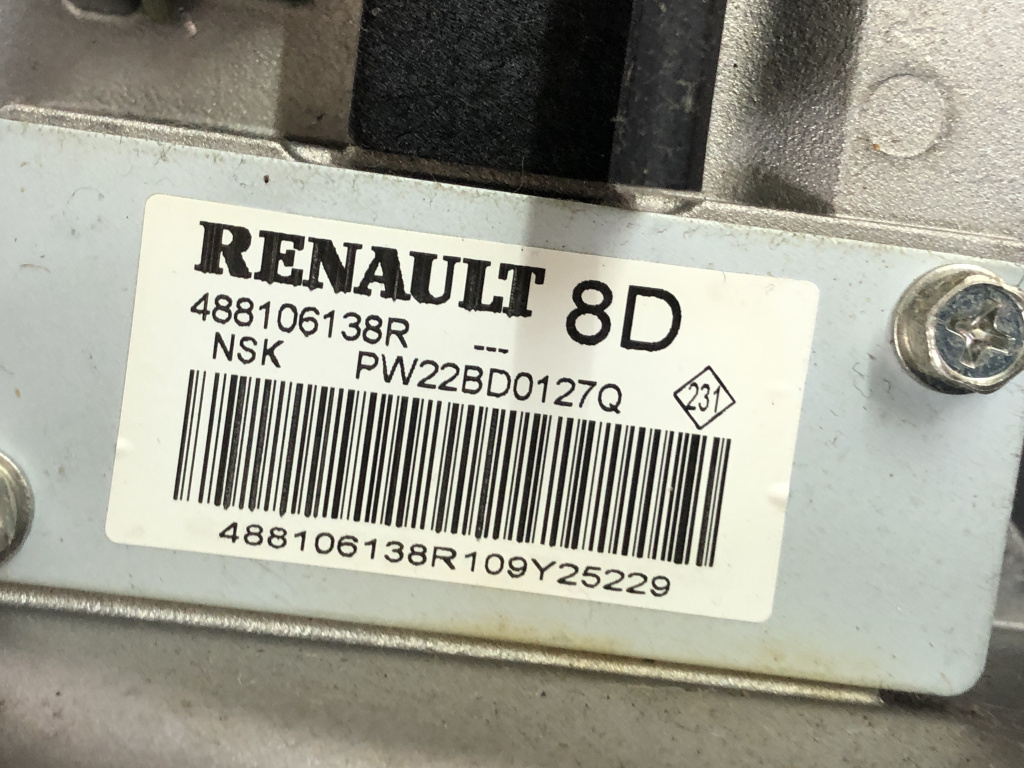 RENAULT 8D
488106138R ---
NSK PW22BD0127Q 231
488106138R109Y25229